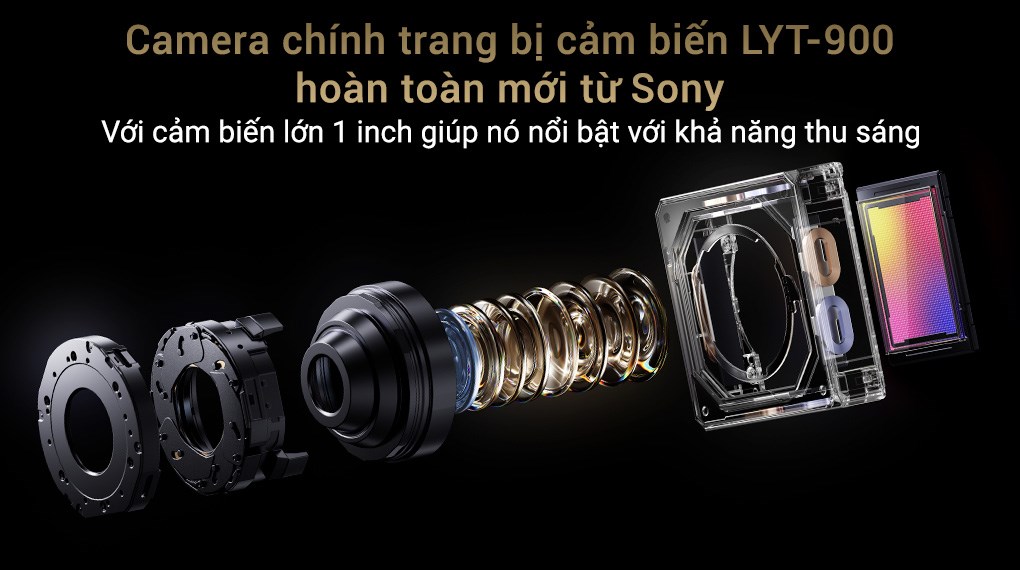 Camera chính trang bị cảm biến LYT-900
hoàn toàn mới từ Sony
Với cảm biến lớn 1 inch giúp nó nổi bật với khả năng thu sáng